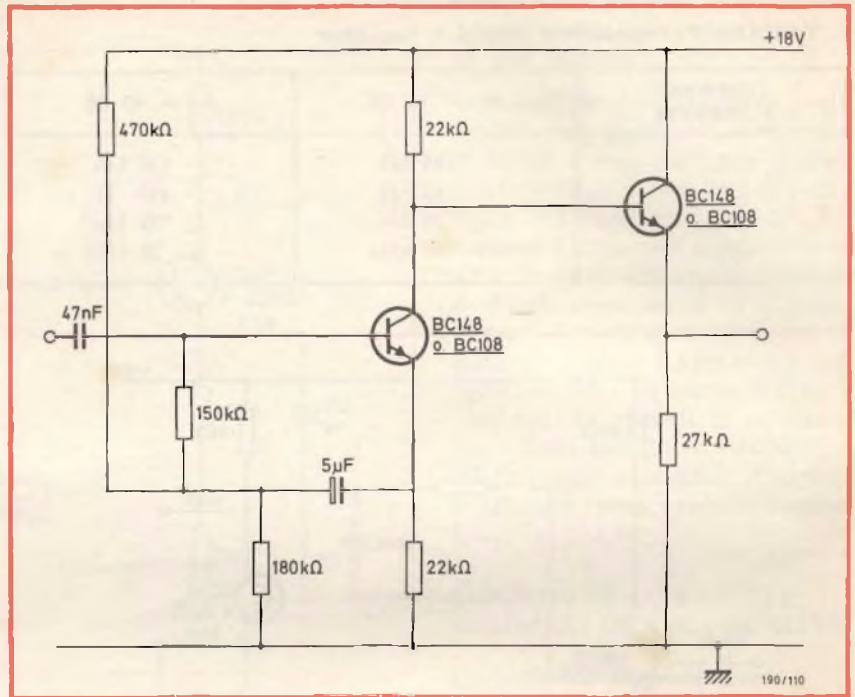 +18V
470kΩ
22kΩ
BC148
o. BC108
47nF
BC148
o. BC108
150kΩ
5µF
27kΩ
180kΩ
22kΩ
190/110